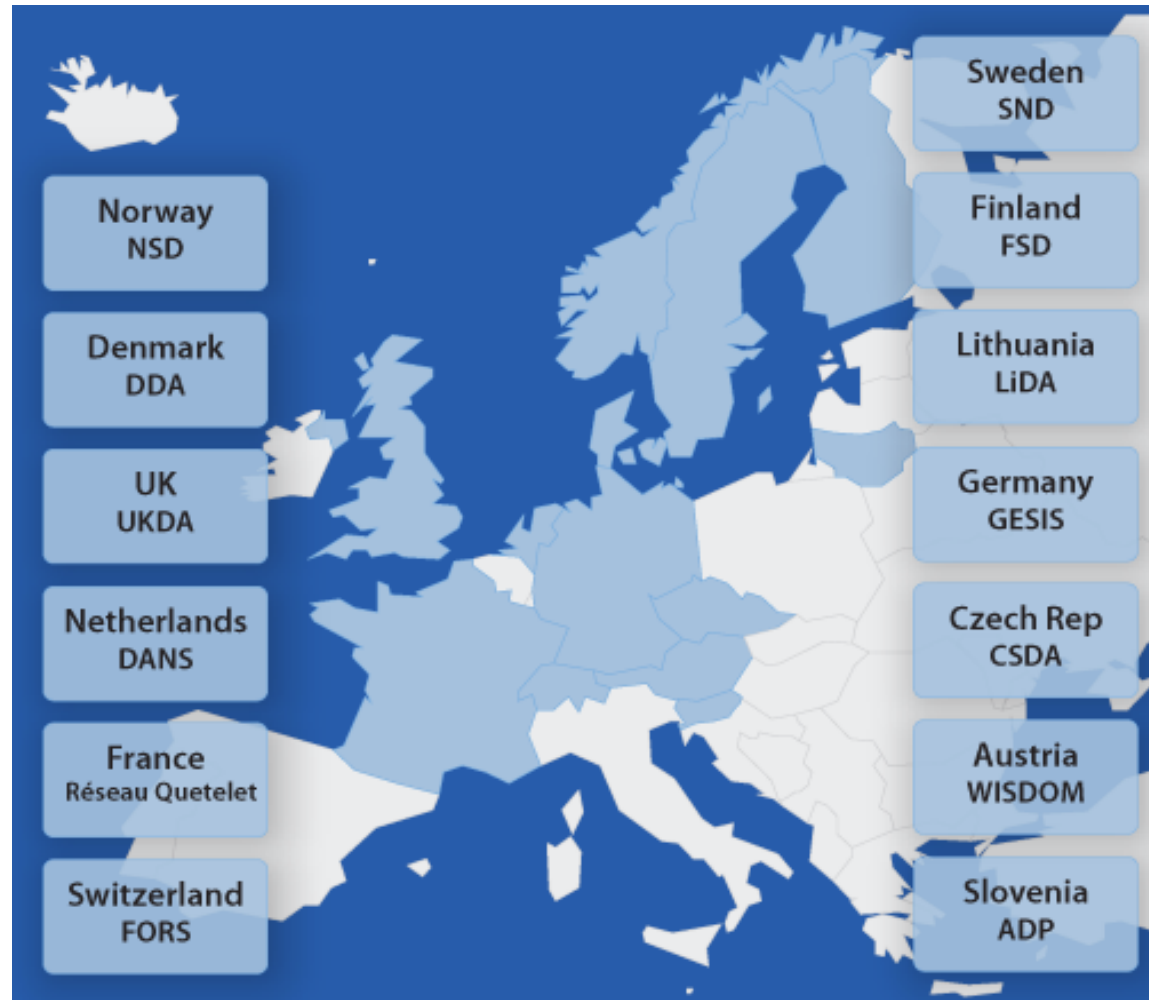 Norway
NSD
Denmark
DDA
UK
UKDA
Netherlands
DANS
France
Réseau Quetelet
Switzerland
FORS
Sweden
SND
Finland
FSD
Lithuania
LiDA
Germany
GESIS
Czech Rep
CSDA
Austria
WISDOM
Slovenia
ADP